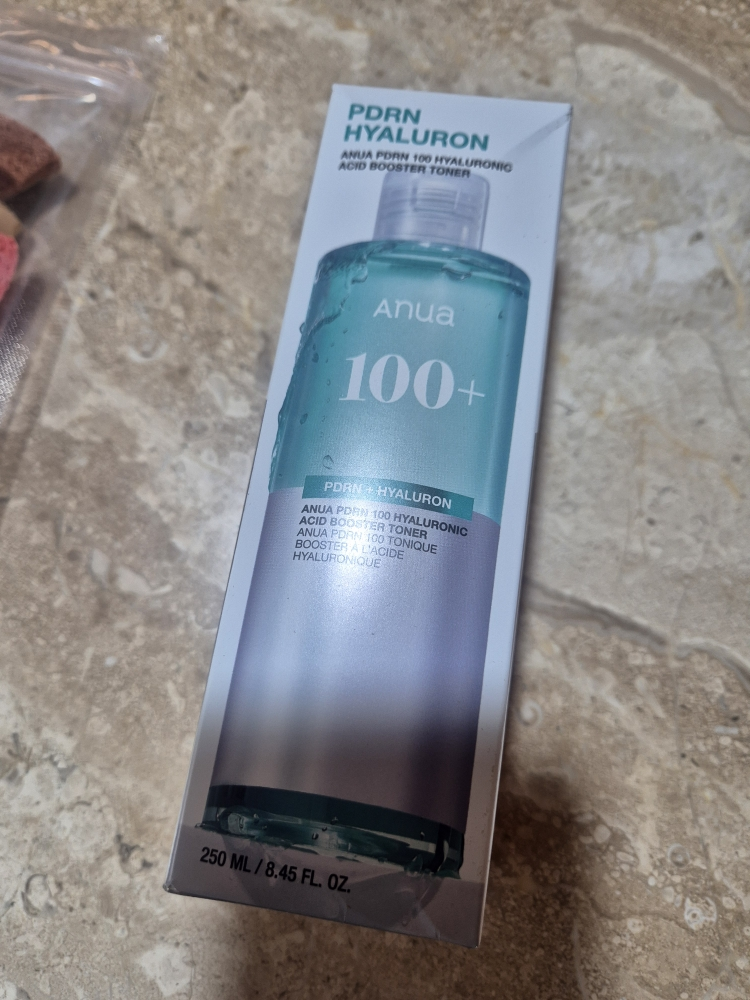 PDRN
HYALURON
ANUA PDRN 100 HYALURONIC
ACID BOOSTER TONER
Anua
100+
PDRN + HYALURON
ANUA PDRN 100 HYALURONIC
ACID BOOSTER TONER
ANUA PDRN 100 TONIQUE
BOOSTER À L'ACIDE
HYALURONIQUE
250 ML / 8.45 FL. OZ.